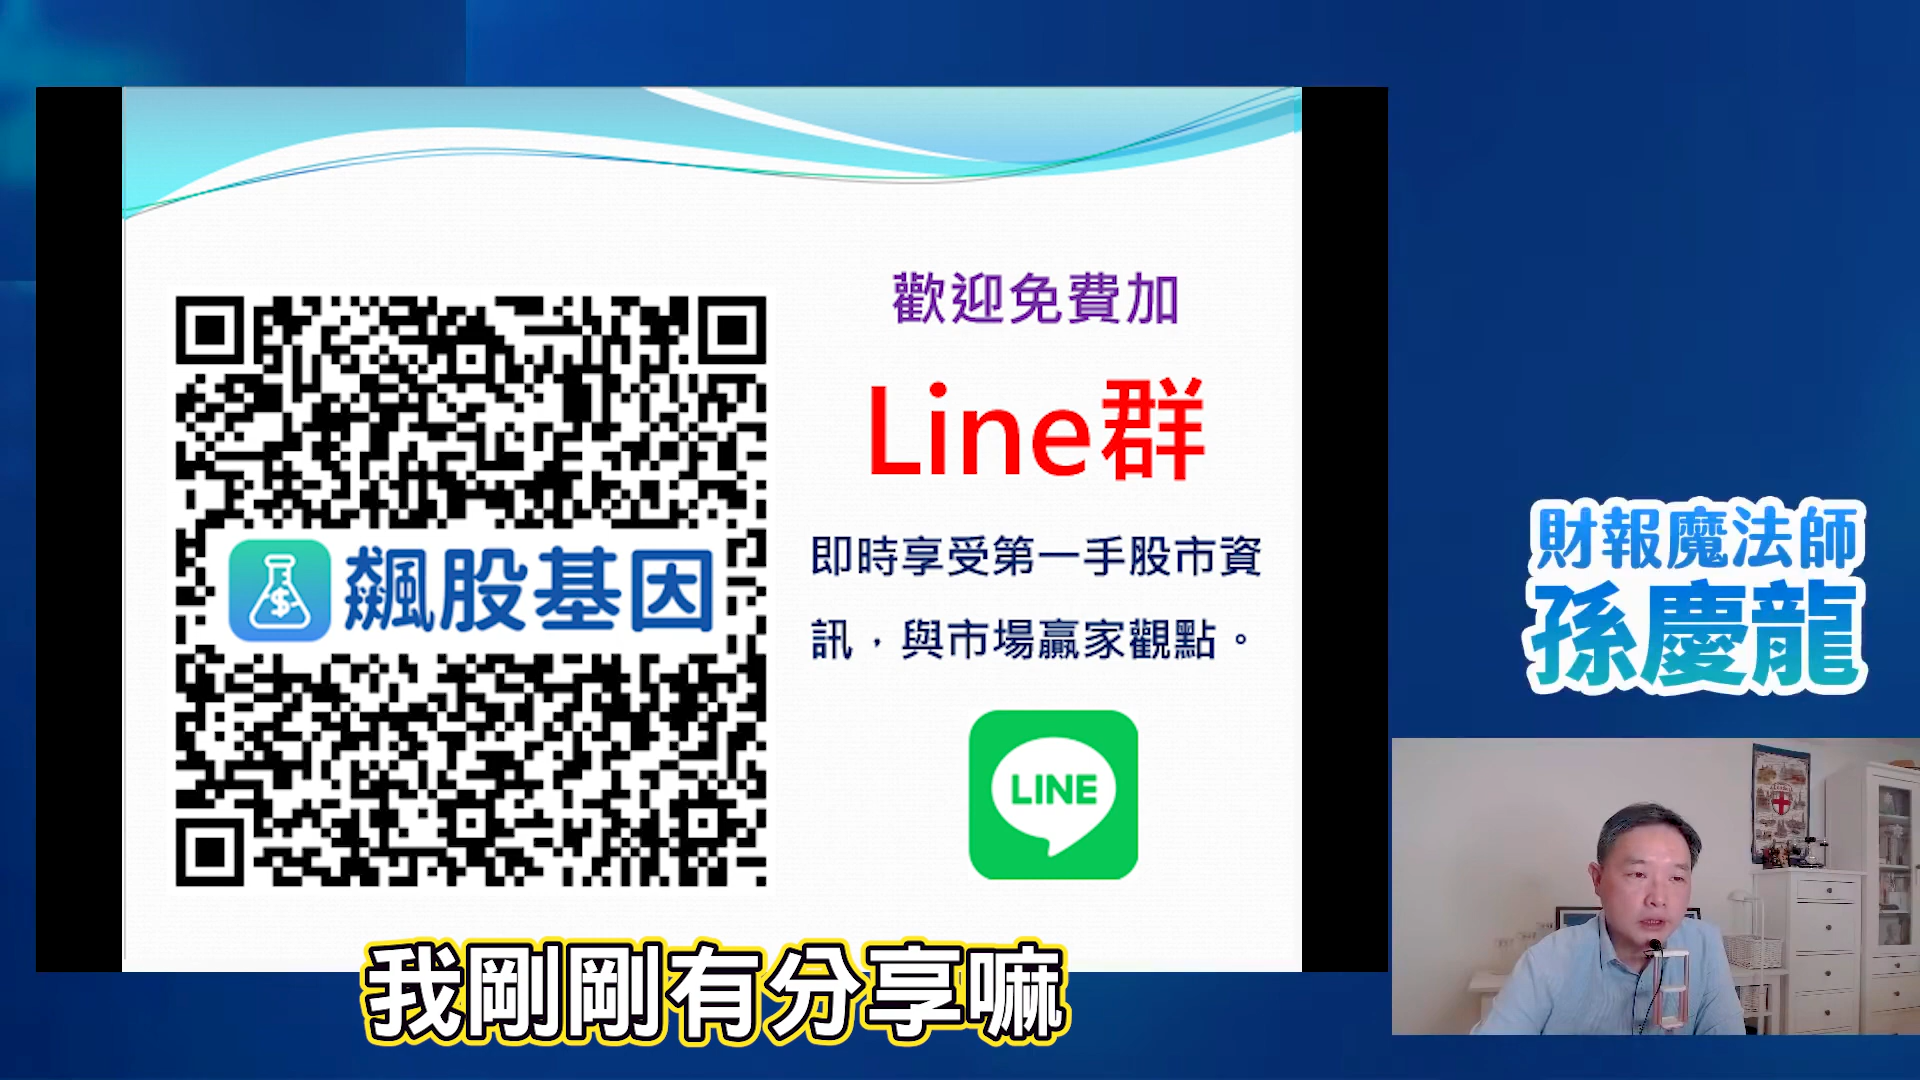 歡迎免費加
Line群
即時享受第一手股市資
訊，與市場贏家觀點。
飆股基因
LINE
財報魔法師
孫慶龍
我剛剛有分享嘛